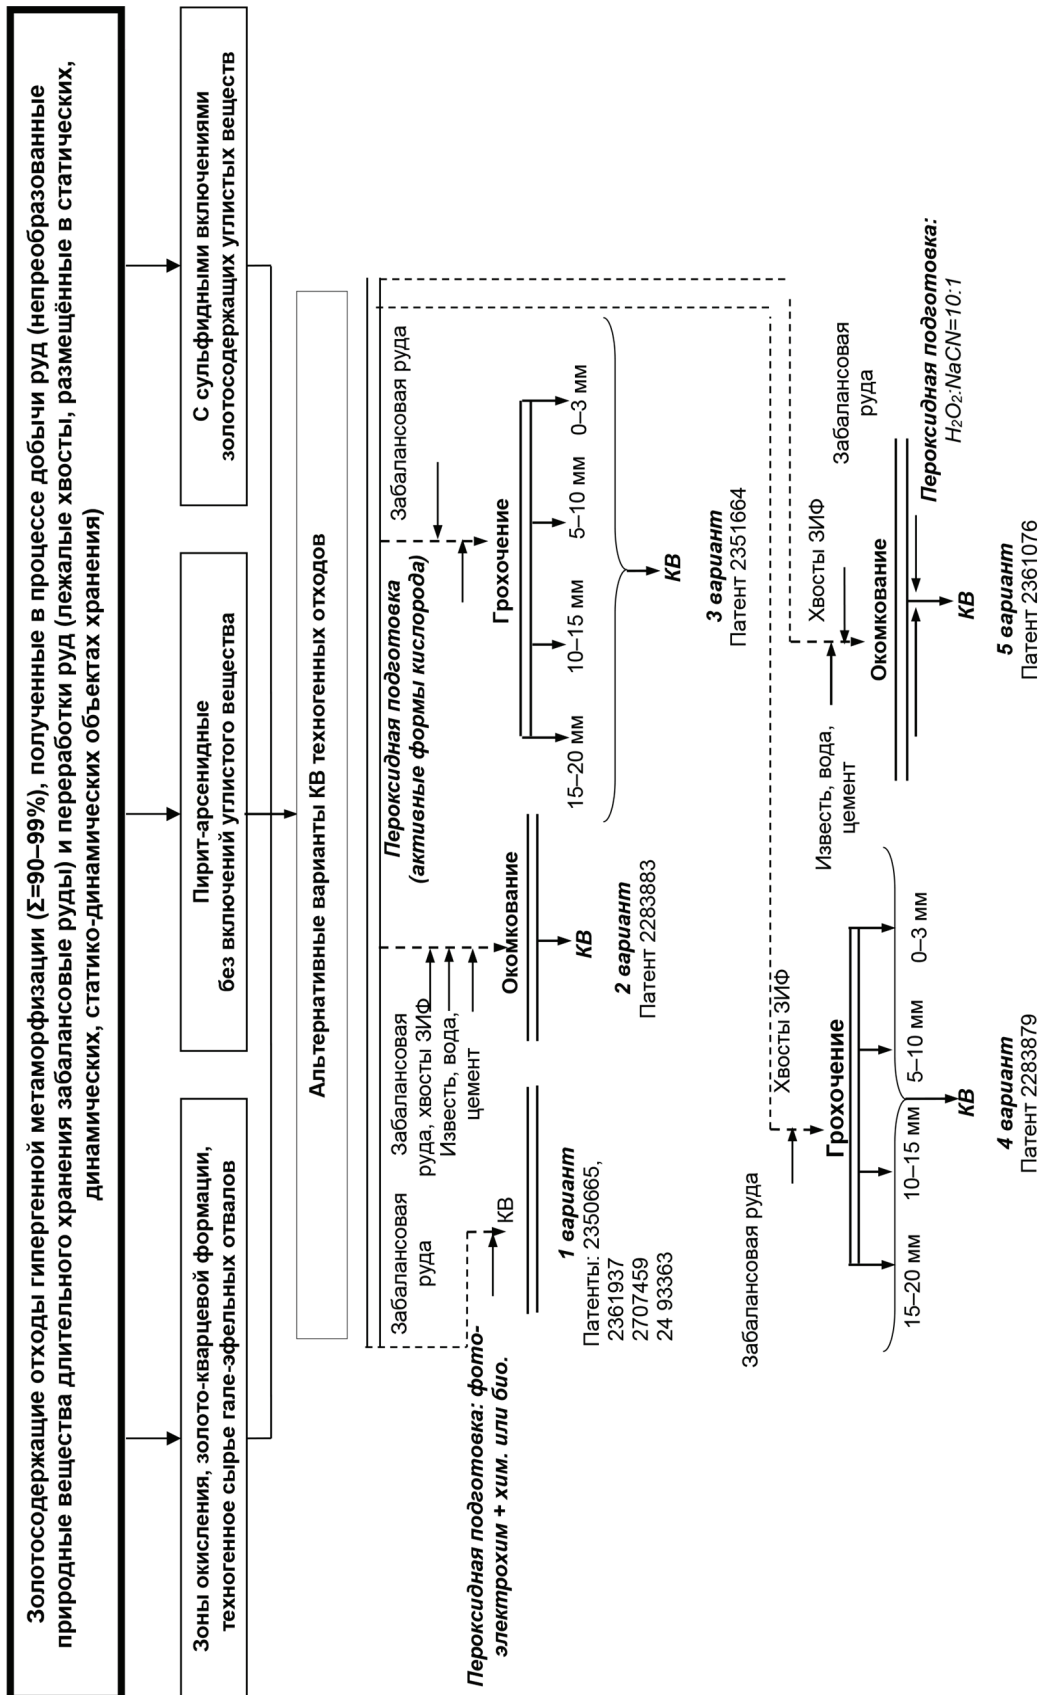 Золотосодержащие отходы гипергенной метаморфизации (Σ=90–99%), полученные в процессе добычи руд (непреобразованные
природные вещества длительного хранения забалансовые руды) и переработки руд (лежалые хвосты, размещённые в статических,
динамических, статико-динамических объектах хранения)
Зоны окисления, золото-кварцевой формации,
техногенное сырье гале-эфельных отвалов
Пирит-арсенидные
без включений углистого вещества
С сульфидными включениями
золотосодержащих углистых веществ
Альтернативные варианты КВ техногенных отходов
Забалансовая
руда
Пероксидная подготовка: фото-
электрохим + хим. или био.
КВ
1 вариант
Патенты: 2350665,
2361937
2707459
24 93363
Забалансовая
руда, хвосты ЗИФ
Известь, вода,
цемент
Окомкование
КВ
2 вариант
Патент 2283883
Пероксидная подготовка
(активные формы кислорода)
Забалансовая руда
Грохочение
15–20 мм
10–15 мм
5–10 мм
0–3 мм
КВ
3 вариант
Патент 2351664
Забалансовая руда
Хвосты ЗИФ
Грохочение
15–20 мм
10–15 мм
5–10 мм
0–3 мм
КВ
4 вариант
Патент 2283879
Известь, вода,
цемент
Хвосты ЗИФ
Забалансовая
руда
Окомкование
Пероксидная подготовка:
H₂O₂:NaCN=10:1
КВ
5 вариант
Патент 2361076